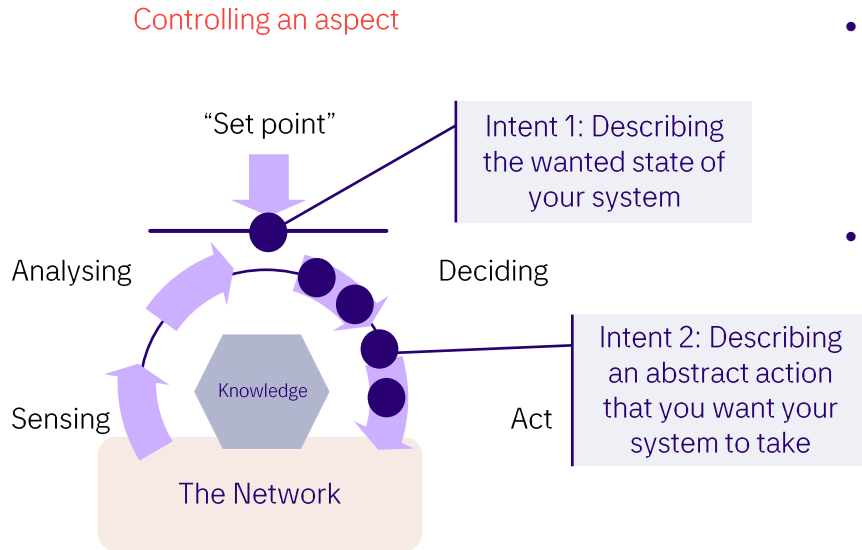 Controlling an aspect
“Set point”
Intent 1: Describing
the wanted state of
your system
Analysing
Deciding
Intent 2: Describing
an abstract action
that you want your
system to take
Knowledge
Sensing
Act
The Network